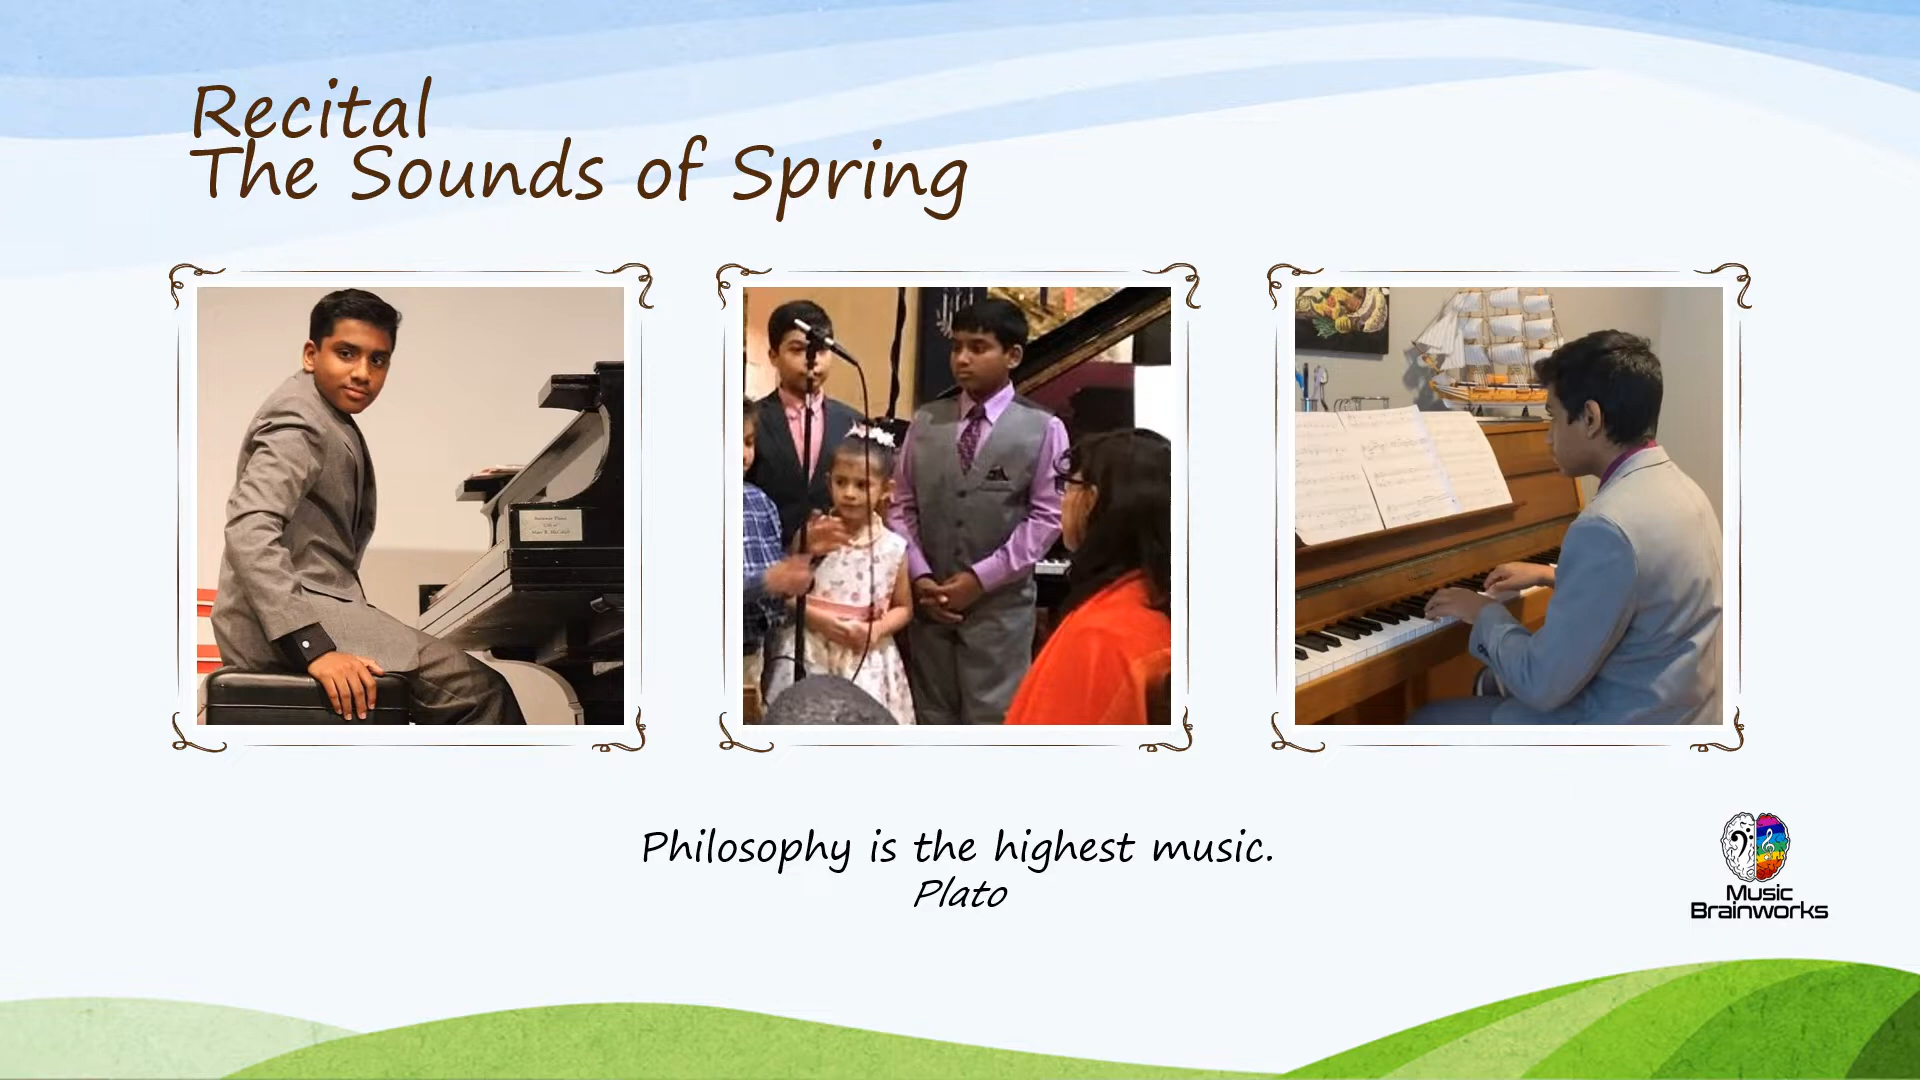 Recital
The Sounds of Spring
Philosophy is the highest music.
Plato
Music
Brainworks